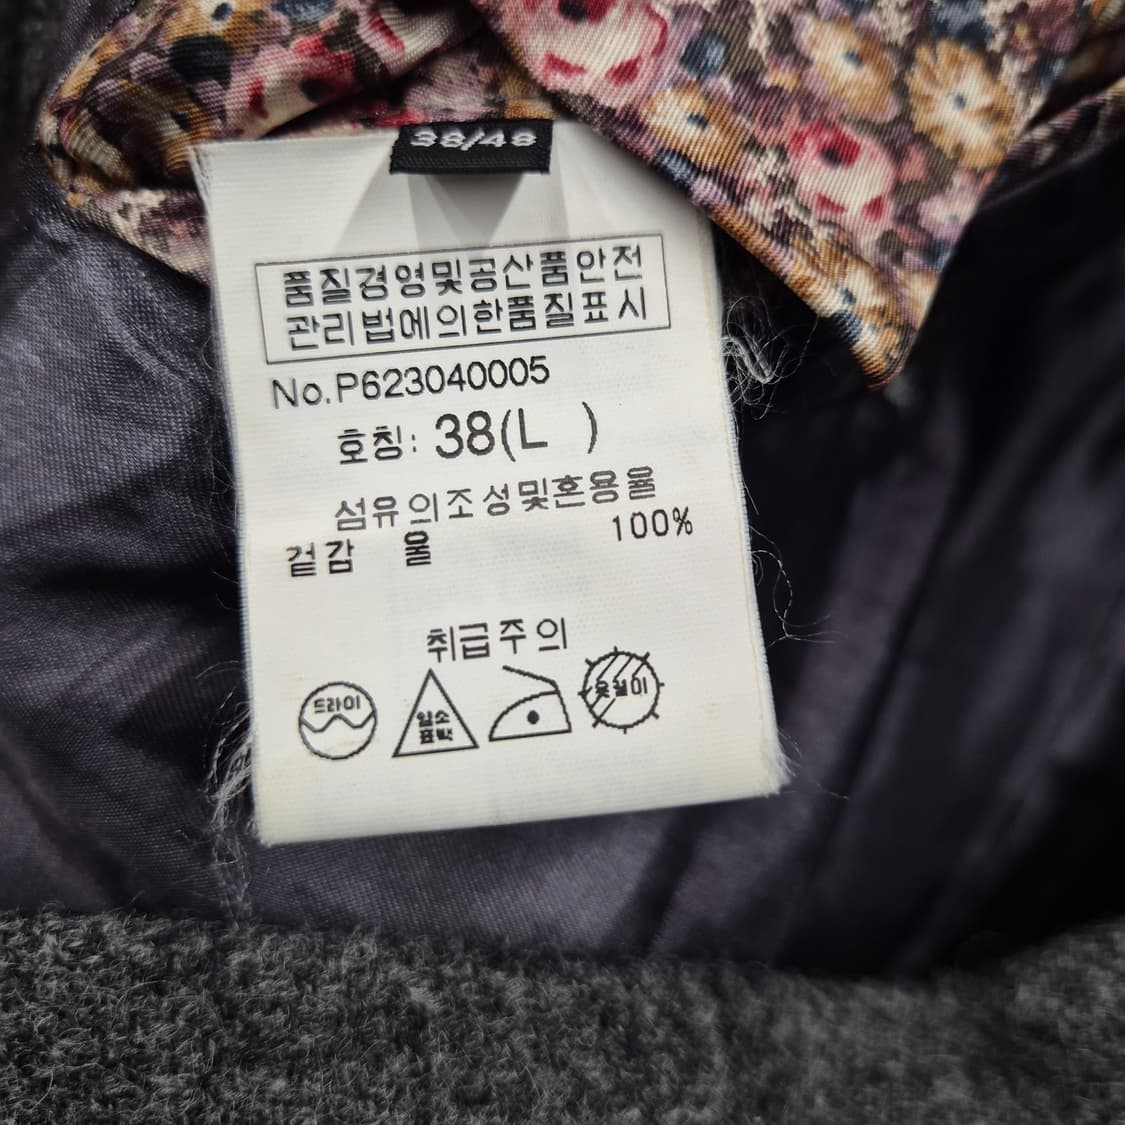 38/48
품질경영및공산품안전
관리법에의한품질표시
No.P623040005
호칭: 38(L )
섬유의조성및혼용율
겉감 울 100%
취급주의
드라이
염소
표백
옷걸이